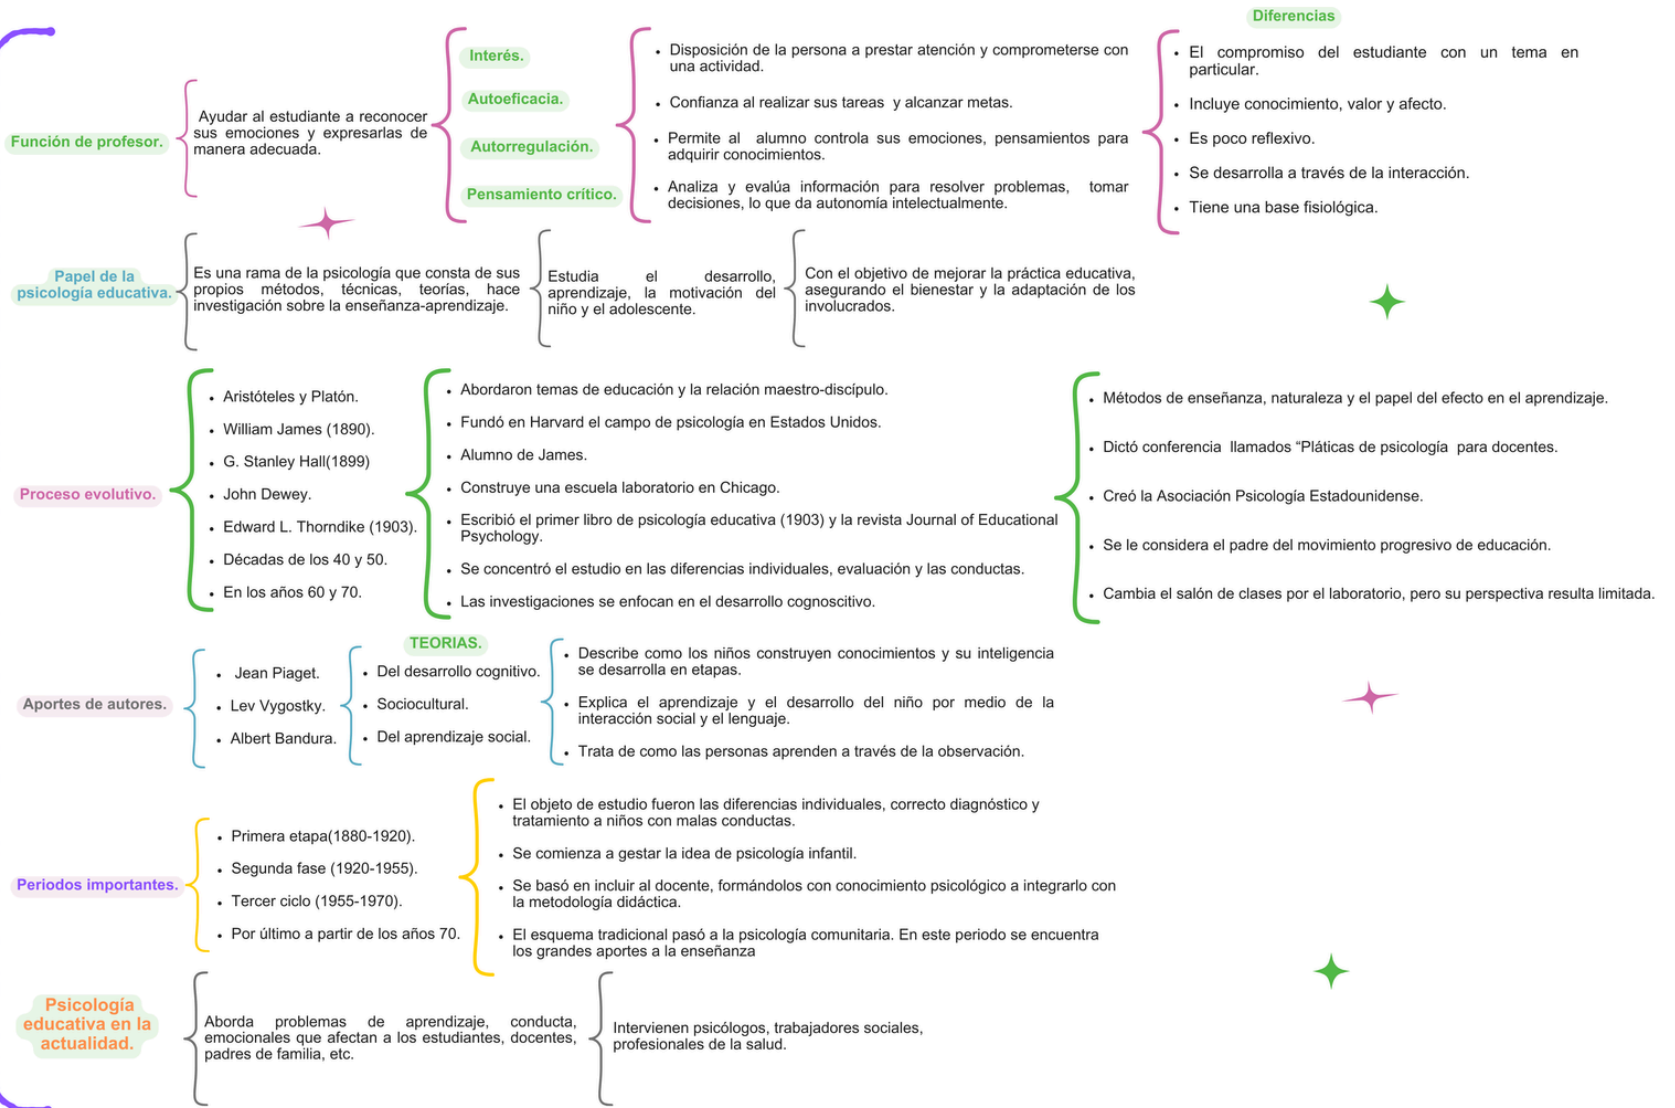 Diferencias
Función de profesor.
Ayudar al estudiante a reconocer
sus emociones y expresarlas de
manera adecuada.
Interés.
Autoeficacia.
Autorregulación.
Pensamiento crítico.
• Disposición de la persona a prestar atención y comprometerse con
una actividad.
• Confianza al realizar sus tareas y alcanzar metas.
• Permite al alumno controla sus emociones, pensamientos para
adquirir conocimientos.
• Analiza y evalúa información para resolver problemas, tomar
decisiones, lo que da autonomía intelectualmente.
• El compromiso del estudiante con un tema en
particular.
• Incluye conocimiento, valor y afecto.
• Es poco reflexivo.
• Se desarrolla a través de la interacción.
• Tiene una base fisiológica.
Papel de la
psicología educativa.
Es una rama de la psicología que consta de sus
propios métodos, técnicas, teorías, hace
investigación sobre la enseñanza-aprendizaje.
Estudia el desarrollo,
aprendizaje, la motivación del
niño y el adolescente.
Con el objetivo de mejorar la práctica educativa,
asegurando el bienestar y la adaptación de los
involucrados.
Proceso evolutivo.
• Aristóteles y Platón.
• William James (1890).
• G. Stanley Hall(1899)
• John Dewey.
• Edward L. Thorndike (1903).
• Décadas de los 40 y 50.
• En los años 60 y 70.
• Abordaron temas de educación y la relación maestro-discípulo.
• Fundó en Harvard el campo de psicología en Estados Unidos.
• Alumno de James.
• Construye una escuela laboratorio en Chicago.
• Escribió el primer libro de psicología educativa (1903) y la revista Journal of Educational
Psychology.
• Se concentró el estudio en las diferencias individuales, evaluación y las conductas.
• Las investigaciones se enfocan en el desarrollo cognoscitivo.
• Métodos de enseñanza, naturaleza y el papel del efecto en el aprendizaje.
• Dictó conferencia llamados “Pláticas de psicología para docentes.
• Creó la Asociación Psicología Estadounidense.
• Se le considera el padre del movimiento progresivo de educación.
• Cambia el salón de clases por el laboratorio, pero su perspectiva resulta limitada.
Aportes de autores.
• Jean Piaget.
• Lev Vygostky.
• Albert Bandura.
TEORIAS.
• Del desarrollo cognitivo.
• Sociocultural.
• Del aprendizaje social.
• Describe como los niños construyen conocimientos y su inteligencia
se desarrolla en etapas.
• Explica el aprendizaje y el desarrollo del niño por medio de la
interacción social y el lenguaje.
• Trata de como las personas aprenden a través de la observación.
Periodos importantes.
• Primera etapa(1880-1920).
• Segunda fase (1920-1955).
• Tercer ciclo (1955-1970).
• Por último a partir de los años 70.
• El objeto de estudio fueron las diferencias individuales, correcto diagnóstico y
tratamiento a niños con malas conductas.
• Se comienza a gestar la idea de psicología infantil.
• Se basó en incluir al docente, formándolos con conocimiento psicológico a integrarlo con
la metodología didáctica.
• El esquema tradicional pasó a la psicología comunitaria. En este periodo se encuentra
los grandes aportes a la enseñanza
Psicología
educativa en la
actualidad.
Aborda problemas de aprendizaje, conducta,
emocionales que afectan a los estudiantes, docentes,
padres de familia, etc.
Intervienen psicólogos, trabajadores sociales,
profesionales de la salud.